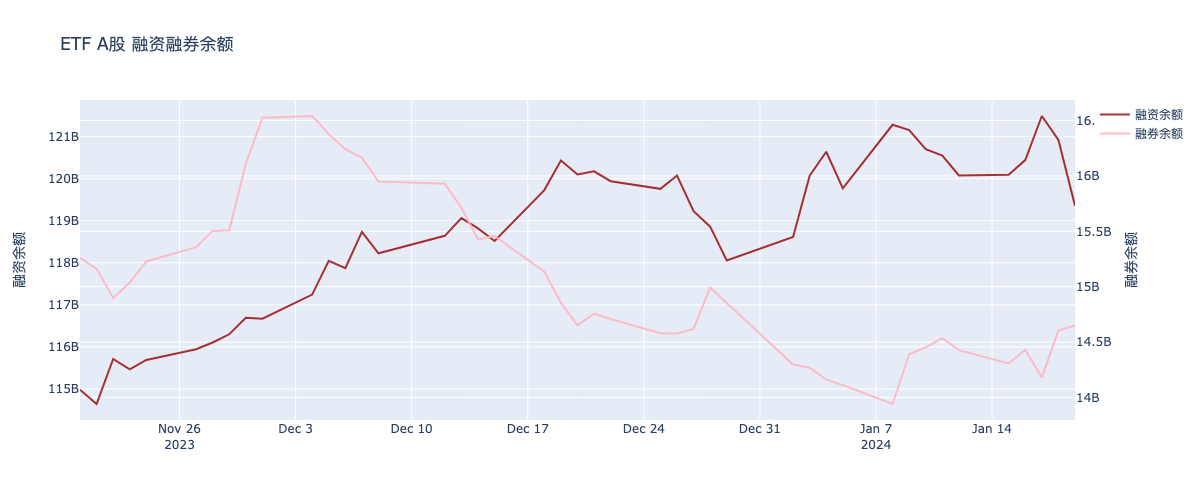 ETF A股 融资融券余额
121B
120B
119B
118B
117B
116B
115B
融资余额
16.
16B
15.5B
15B
14.5B
14B
融券余额
融资余额
融券余额
Nov 26
2023
Dec 3
Dec 10
Dec 17
Dec 24
Dec 31
Jan 7
2024
Jan 14